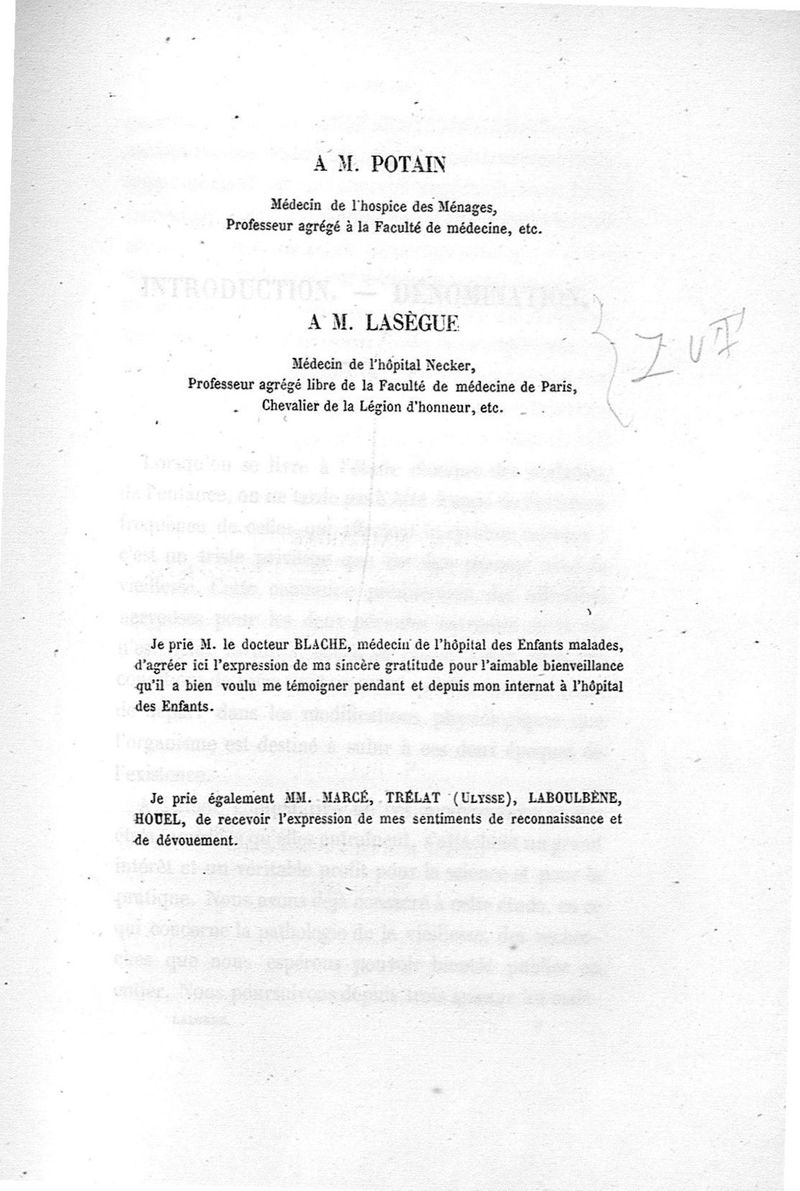 A M. POTAIN
Médecin de l'hospice des Ménages,
Professeur agrégé à la Faculté de médecine, etc.
A M. LASÈGUE
Médecin de l'hôpital Necker,
Professeur agrégé libre de la Faculté de médecine de Paris,
Chevalier de la Légion d'honneur, etc.
Je prie M. le docteur BLACHE, médecin de l'hôpital des Enfants malades,
d'agréer ici l'expression de ma sincère gratitude pour l'aimable bienveillance
qu'il a bien voulu me témoigner pendant et depuis mon internat à l'hôpital
des Enfants.
Je prie également MM. MARCÉ, TRÉLAT (ULYSSE), LABOULBÈNE,
HOUEL, de recevoir l'expression de mes sentiments de reconnaissance et
de dévouement.